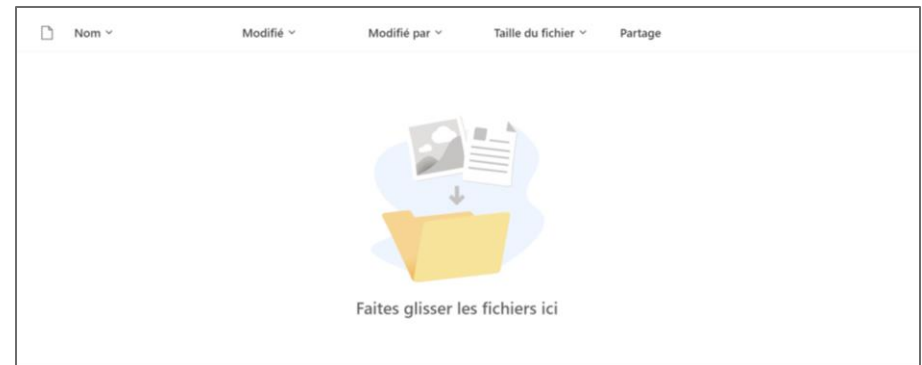 Nom Modifié Modifié par Taille du fichier Partage
Faites glisser les fichiers ici